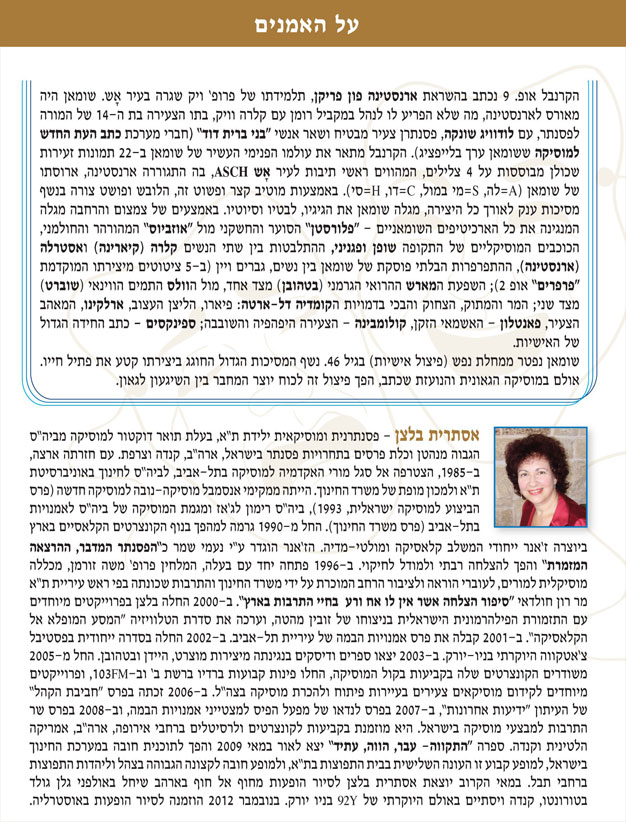 על האמנים
הקרנבל אופ. 9 נכתב בהשראת ארנסטינה פון פריקן, תלמידתו של פרופ' ויק שגרה בעיר אָש. שומאן היה
מאורס לארנסטינה, מה שלא הפריע לו לנהל במקביל רומן עם קלרה וויק, בתו הצעירה בת ה-14 של המורה
לפסנתר, עם לודוויג שונקה, פסנתרן צעיר מבטיח ושאר אנשי "בני ברית דוד" (חברי מערכת כתב העת החדש
למוסיקה ששומאן ערך בלייפציג). הקרנבל מתאר את עולמו הפנימי העשיר של שומאן ב-22 תמונות זעירות
שכולן מבוססות על 4 צלילים, המהווים ראשי תיבות לעיר אָש ASCH, בה התגוררה ארנסטינה, ארוסתו
של שומאן (A=לה, S=מי במול, C=דו, H=סי). באמצעות מוטיב קצר ופשוט זה, הלובש ופושט צורה בנשף
מסיכות ענק לאורך כל היצירה, מגלה שומאן את הגיגיו, לבטיו וסיוטיו. באמצעים של צמצום והרחבה מגלה
המנגינה את כל הארכיטיפים השומאניים – "פלורסטן" הסוער והחשקני מול "אוזביוס" המהורהר והחולמני,
הכוכבים המוסיקליים של התקופה שופן ופגניני, ההתלבטות בין שתי הנשים קלרה (קיארינה) ואסטרלה
(ארנסטינה), ההתפרפרות הבלתי פוסקת של שומאן בין נשים, גברים ויין (ב-5 ציטוטים מיצירתו המוקדמת
"פרפרים" אופ 2); השפעת המארש ההרואי הגרמני (בטהובן) מצד אחד, מול הוולס התמים הווינאי (שוברט)
מצד שני; המר והמתוק, הצחוק והבכי בדמויות הקומדיה דל-ארטה: פיארו, הליצן העצוב, ארלקינו, המאהב
הצעיר, פאנטלון – האשמאי הזקן, קולומבינה – הצעירה היפהפיה והשובבה; ספינקסים – כתב החידה הגדול
של האישיות.
שומאן נפטר ממחלת נפש (פיצול אישיות) בגיל 46. נשף המסיכות הגדול החוגג ביצירתו קטע את פתיל חייו.
אולם במוסיקה הגאונית והנועזת שכתב, הפך פיצול זה לכוח יוצר המחבר בין השיגעון לגאון.
אסתרית בלצן – פסנתרנית ומוסיקאית ילידת ת"א, בעלת תואר דוקטור למוסיקה מביה"ס
הגבוה מנהטן וכלת פרסים בתחרויות פסנתר בישראל, ארה"ב, קנדה וצרפת. עם חזרתה ארצה,
ב-1985, הצטרפה אל סגל מורי האקדמיה למוסיקה בתל-אביב, לביה"ס לחינוך באוניברסיטת
ת"א ולמכון מופת של משרד החינוך. הייתה ממקימי אנסמבל מוסיקה-נובה למוסיקה חדשה (פרס
הביצוע למוסיקה ישראלית, 1993), ביה"ס רימון לג'אז ומגמת המוסיקה של ביה"ס לאמנויות
בתל-אביב (פרס משרד החינוך). החל מ-1990 גרמה למהפך בנוף הקונצרטים הקלאסיים בארץ
ביוצרה ז'אנר ייחודי המשלב קלאסיקה ומולטי-מדיה. הז'אנר הוגדר ע"י נעמי שמר כ"הפסנתר המדבר, ההרצאה
המזמרת" והפך להצלחה רבתי ולמודל לחיקוי. ב-1996 פתחה יחד עם בעלה, המלחין פרופ' משה זורמן, מכללה
מוסיקלית למורים, לעוברי הוראה ולציבור הרחב המוכרת על ידי משרד החינוך והתרבות שכונתה בפי ראש עיריית ת"א
מר רון חולדאי "סיפור הצלחה אשר אין לו אח ורע בחיי התרבות בארץ". ב-2000 החלה בלצן בפרוייקטים מיוחדים
עם התזמורת הפילהרמונית הישראלית בניצוחו של זובין מהטה, וערכה את סדרת הטלוויזיה "המסע המופלא אל
הקלאסיקה". ב-2001 קבלה את פרס אמנויות הבמה של עיריית תל-אביב. ב-2002 החלה בסדרה ייחודית בפסטיבל
צ'אטקווה היוקרתי בניו-יורק. ב-2003 יצאו ספרים ודיסקים בנגינתה מיצירות מוצרט, היידן ובטהובן. החל מ-2005
משודרים הקונצרטים שלה בקביעות בקול המוסיקה, החלו פינות קבועות ברדיו ברשת ב' וב-103FM, ופרוייקטים
מיוחדים לקידום מוסיקאים צעירים בעיירות פיתוח ולהכרת מוסיקה בצה"ל. ב-2006 זכתה בפרס "חביבת הקהל"
של העיתון "ידיעות אחרונות", ב-2007 בפרס לנדאו של מפעל הפיס למצטייני אמנויות הבמה, וב-2008 בפרס שר
התרבות למבצעי מוסיקה בישראל. היא מוזמנת בקביעות לקונצרטים ולרסיטלים ברחבי אירופה, ארה"ב, אמריקה
הלטינית וקנדה. ספרה "התקווה- עבר, הווה, עתיד" יצא לאור במאי 2009 והפך לתוכנית חובה במערכת החינוך
בישראל, למופע קבוע זו העונה השלישית בבית התפוצות בת"א, ולמופע חובה לקצונה הגבוהה בצהל וליהדות התפוצות
ברחבי תבל. במאי הקרוב יוצאת אסתרית בלצן לסיור הופעות מחוף אל חוף בארהב שיחל באולפני גלן גולד
בטורונטו, קנדה ויסתיים באולם היוקרתי של 92Y בניו יורק. בנובמבר 2012 הוזמנה לסיור הופעות באוסטרליה.